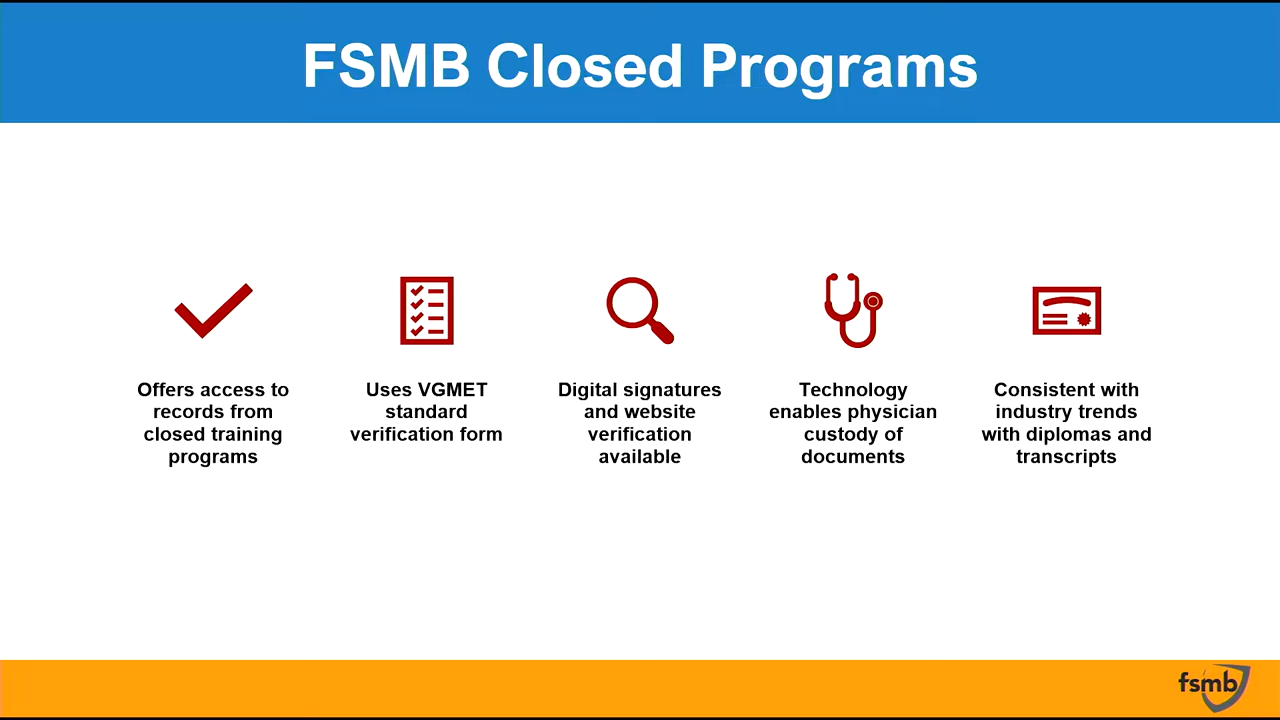 FSMB Closed Programs
Offers access to
records from
closed training
programs
Uses VGMET
standard
verification form
Digital signatures
and website
verification
available
Technology
enables physician
custody of
documents
Consistent with
industry trends
with diplomas and
transcripts
fsmb